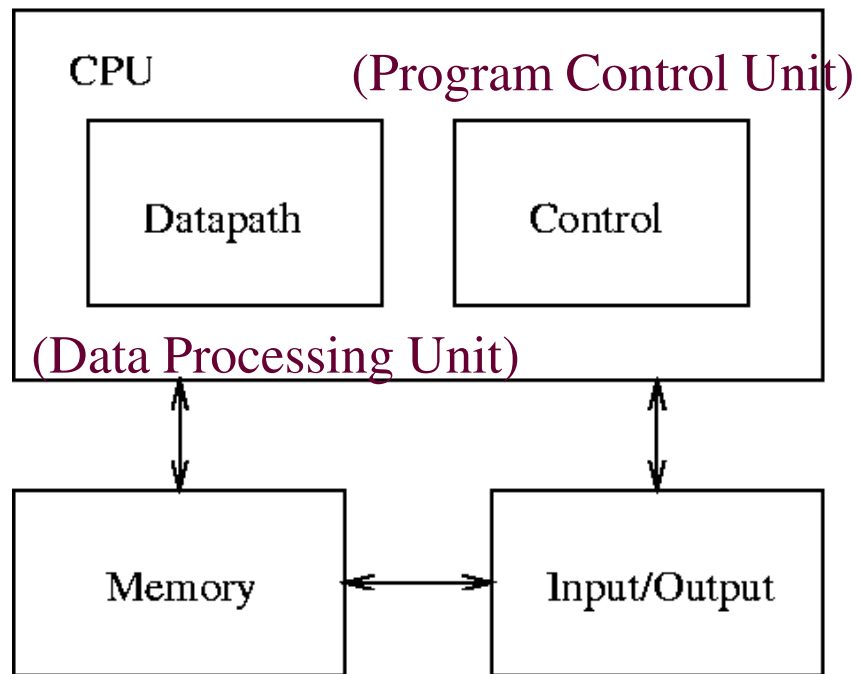 CPU
(Program Control Unit)
Datapath
Control
(Data Processing Unit)
Memory
Input/Output